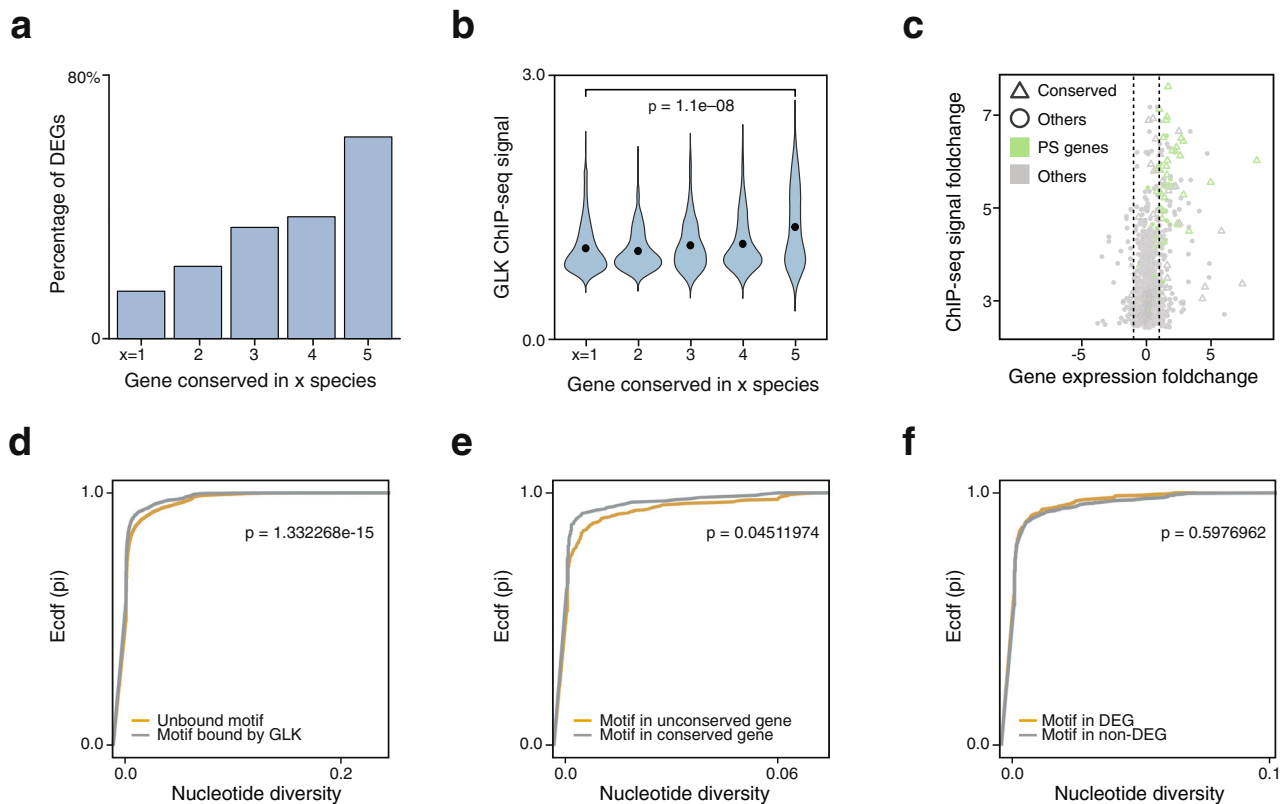 a
80%
Percentage of DEGs
0
x=1 2 3 4 5
Gene conserved in x species
b
3.0
GLK ChIP-seq signal
p = 1.1e–08
0.0
x=1 2 3 4 5
Gene conserved in x species
c
ChIP-seq signal foldchange
Conserved
Others
PS genes
Others
7
5
3
-5 0 5
Gene expression foldchange
d
1.0
Ecdf (pi)
p = 1.332268e-15
Unbound motif
Motif bound by GLK
0.0
0.0 0.2
Nucleotide diversity
e
1.0
Ecdf (pi)
p = 0.04511974
Motif in unconserved gene
Motif in conserved gene
0.0
0.0 0.06
Nucleotide diversity
f
1.0
Ecdf (pi)
p = 0.5976962
Motif in DEG
Motif in non-DEG
0.0
0.0 0.1
Nucleotide diversity